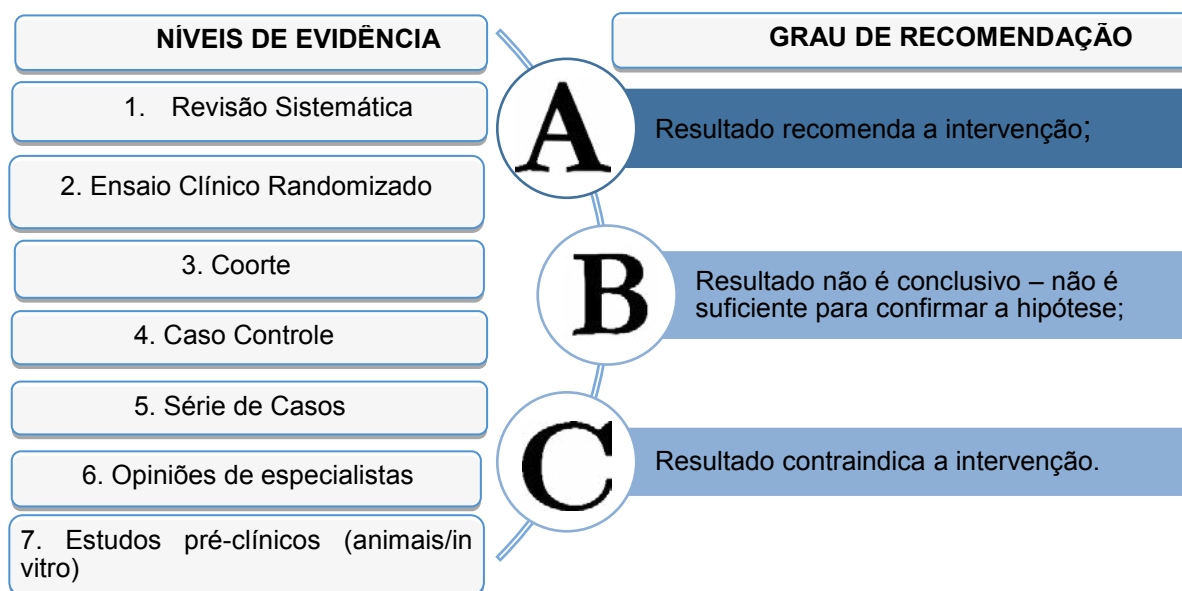 NÍVEIS DE EVIDÊNCIA
1. Revisão Sistemática
2. Ensaio Clínico Randomizado
3. Coorte
4. Caso Controle
5. Série de Casos
6. Opiniões de especialistas
7. Estudos pré-clínicos (animais/in
vitro)
GRAU DE RECOMENDAÇÃO
A
Resultado recomenda a intervenção;
B
Resultado não é conclusivo – não é
suficiente para confirmar a hipótese;
C
Resultado contraindica a intervenção.